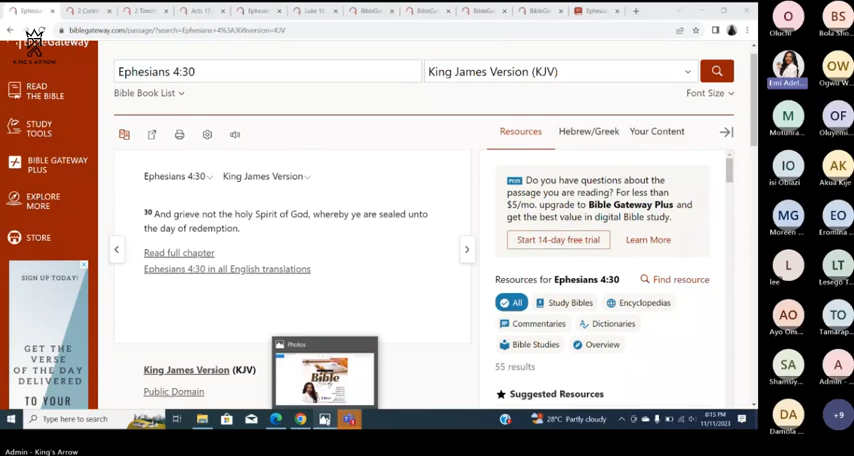 Ephesi
2 Corint
2 Timot
Acts 12
Ephesi
Luke 10
BibleG
BibleG
BibleG
BibleG
Ephesi
biblegateway.com/passage/?search=Ephesians+4%3A30&version=KJV
KING'S ARROW
READ
THE BIBLE
STUDY
TOOLS
BIBLE GATEWAY
PLUS
EXPLORE
MORE
STORE
SIGN UP TODAY!
GET THE
VERSE
OF THE DAY
DELIVERED
TO YOUR
Ephesians 4:30
King James Version (KJV)
Bible Book List
Font Size
Resources
Hebrew/Greek
Your Content
Ephesians 4:30
King James Version
30 And grieve not the holy Spirit of God, whereby ye are sealed unto
the day of redemption.
Read full chapter
Ephesians 4:30 in all English translations
King James Version (KJV)
Public Domain
Photos
Bible
PLUS Do you have questions about the
passage you are reading? For less than
$5/mo. upgrade to Bible Gateway Plus and
get the best value in digital Bible study.
Start 14-day free trial
Learn More
Resources for Ephesians 4:30
Find resource
All
Study Bibles
Encyclopedias
Commentaries
Dictionaries
Bible Studies
Overview
55 results
Suggested Resources
Type here to search
28°C Partly cloudy
8:15 PM
11/11/2023
Admin - King's Arrow
O
Oluchi
BS
Bola Sho...
Emi Adel...
OW
Ogwu W...
M
Motunra...
OF
Oluyemi...
IO
isi Obiazi
AK
Akua Kije...
MG
Moreen ...
EO
Eromina...
L
lee
LT
Lesego T...
AO
Ayo Om...
TO
Tamarap...
SA
Shamsiy...
A
Admin - ...
DA
Damola ...
+9